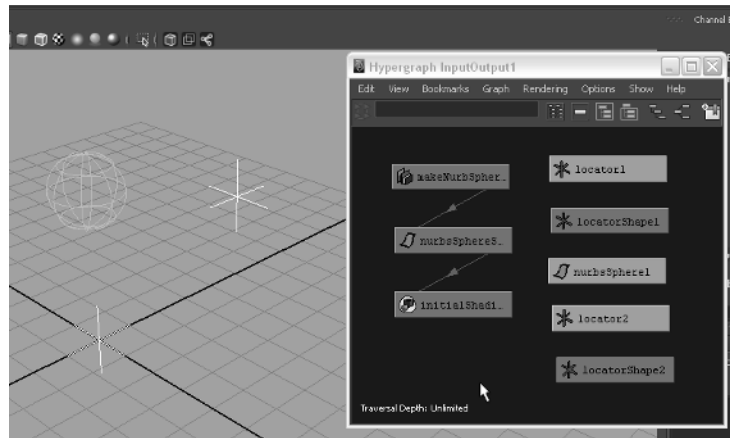 Channel
Hypergraph InputOutput1
Edit View Bookmarks Graph Rendering Options Show Help
makeNurbSpher..
locator1
locatorShape1
nurbsSphereS..
nurbsSphere1
initialShadi..
locator2
locatorShape2
Traversal Depth: Unlimited